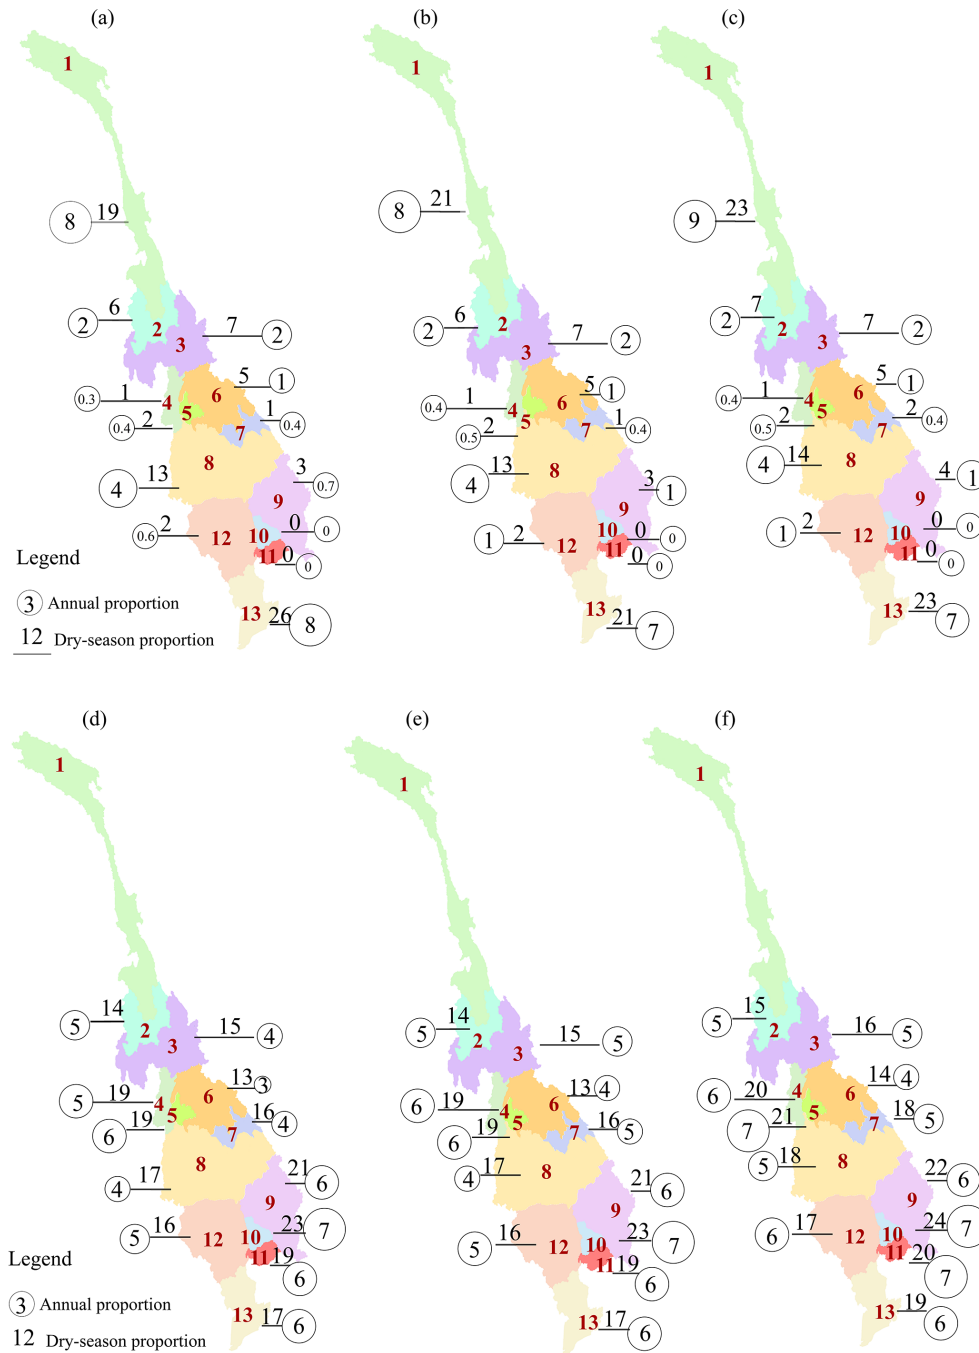 (a) (b) (c)
1 1 1
8 19 8 21 9 23
2 6 2 7 2
2 6 2 7 2
2 7 2 7 2
3 3 3
0.3 1 4 5 6 5 1
0.4 1 4 5 6 5 1
0.4 1 4 5 6 5 1
0.4 2 7 1 0.4
0.5 2 7 1 0.4
0.5 2 7 2 0.4
4 13 8 3 0.7
4 13 8 3 1
4 14 8 4 1
9 9 9
0.6 2 12 10 0 0
1 2 12 10 0 0
1 2 12 10 0 0
11 0 0
11 0 0
11 0 0
Legend
3 Annual proportion
12 Dry-season proportion
13 26 8
13 21 7
13 23 7
(d) (e) (f)
1 1 1
5 14 2 3 15 4
5 14 2 3 15 5
5 15 2 3 16 5
5 19 4 5 6 13 3
6 19 4 5 6 13 4
6 20 4 5 6 14 4
6 19 7 16 4
6 19 7 16 5
7 21 7 18 5
4 17 8 21 6
4 17 8 21 6
5 18 8 22 6
9 9 9
5 16 12 10 23 7
5 16 12 10 23 7
6 17 12 10 24 7
11 19 6
11 19 6
11 20 7
Legend
3 Annual proportion
12 Dry-season proportion
13 17 6
13 17 6
13 19 6